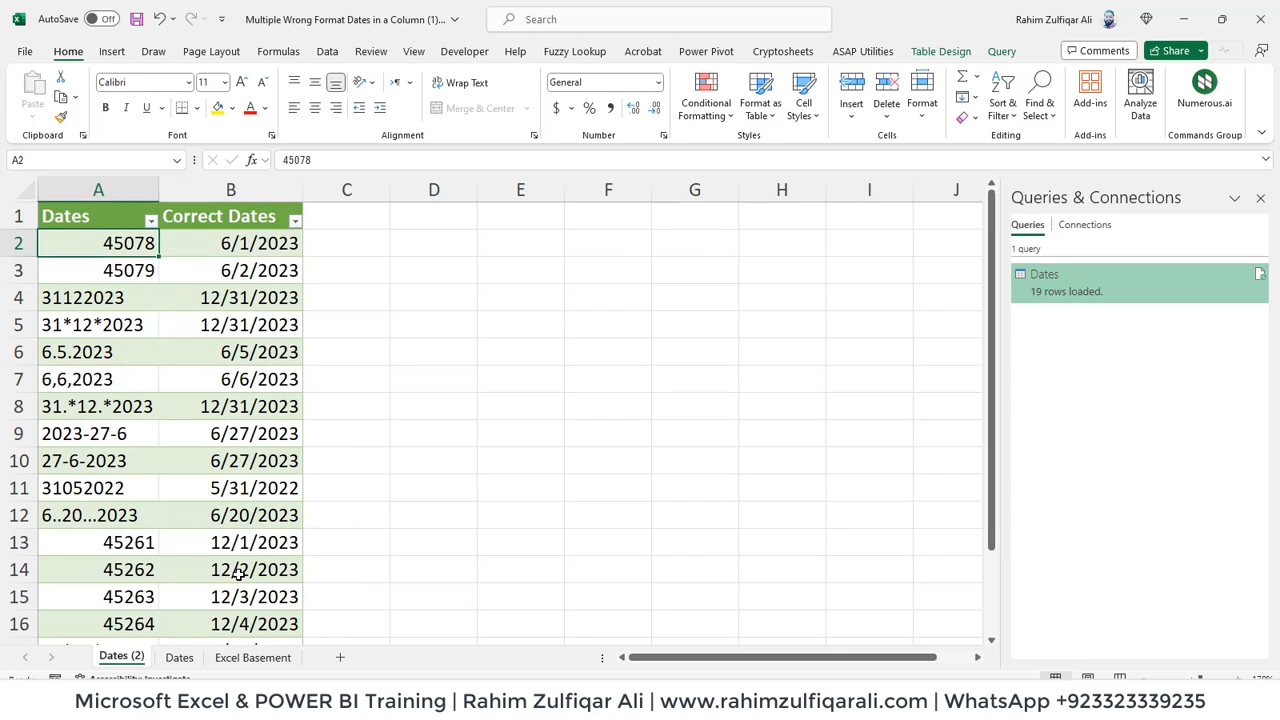 AutoSave Off Multiple Wrong Format Dates in a Column (1)... Search Rahim Zulfiqar Ali
File Home Insert Draw Page Layout Formulas Data Review View Developer Help Fuzzy Lookup Acrobat Power Pivot Cryptosheets ASAP Utilities Table Design Query Comments Share
Paste Calibri 11 Wrap Text General Conditional Formatting Format as Table Cell Styles Insert Delete Format Sort & Filter Find & Select Add-ins Analyze Data Numerous.ai
B I U A Merge & Center $ %
Clipboard Font Alignment Number Styles Cells Editing Add-ins Commands Group
A2 fx 45078
A B C D E F G H I J
1 Dates Correct Dates
2 45078 6/1/2023
3 45079 6/2/2023
4 31122023 12/31/2023
5 31*12*2023 12/31/2023
6 6.5.2023 6/5/2023
7 6,6,2023 6/6/2023
8 31.*12.*2023 12/31/2023
9 2023-27-6 6/27/2023
10 27-6-2023 6/27/2023
11 31052022 5/31/2022
12 6..20...2023 6/20/2023
13 45261 12/1/2023
14 45262 12/2/2023
15 45263 12/3/2023
16 45264 12/4/2023
Queries & Connections
Queries Connections
1 query
Dates
19 rows loaded.
Dates (2) Dates Excel Basement
Microsoft Excel & POWER BI Training | Rahim Zulfiqar Ali | www.rahimzulfiqarali.com | WhatsApp +923323339235